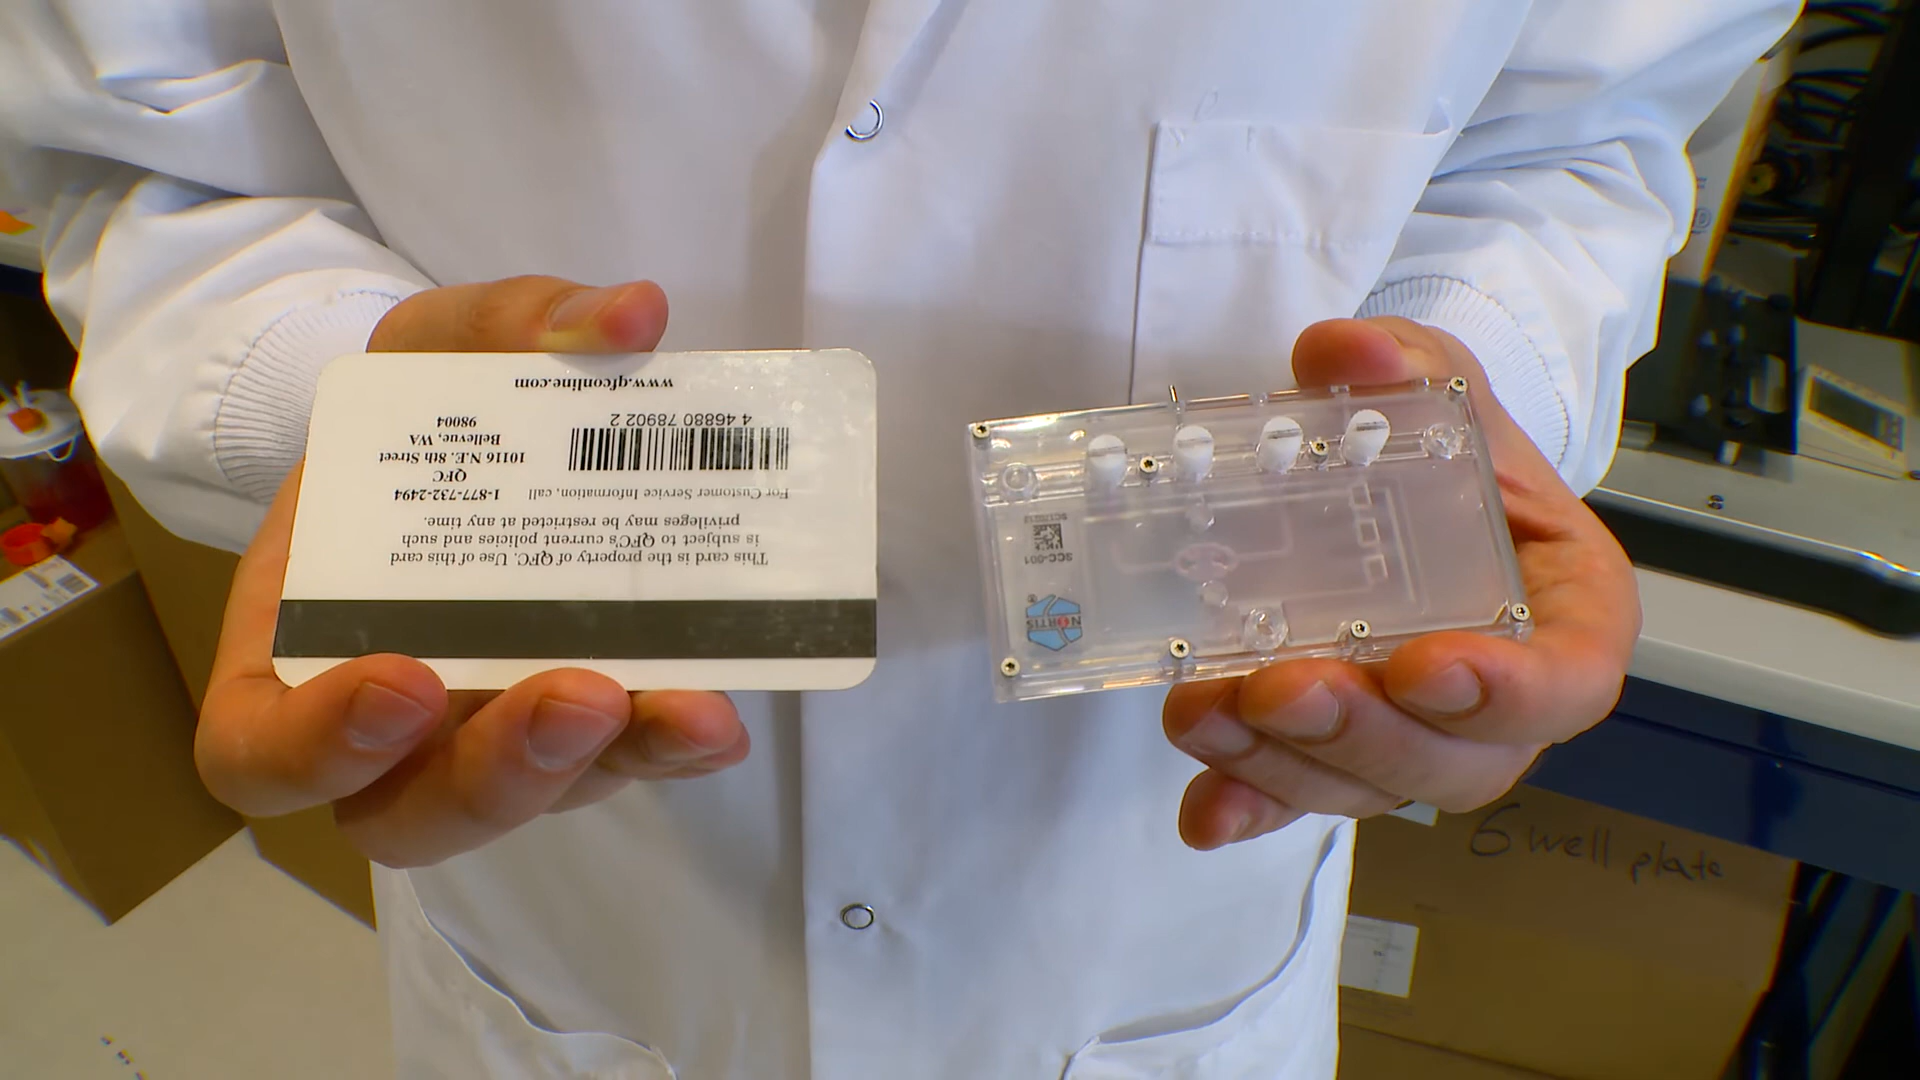 This card is the property of QFC. Use of this card
is subject to QFC's current policies and such
privileges may be restricted at any time.
For Customer Service Information, call
1-877-732-2494
QFC
10116 N.E. 8th Street
Bellevue, WA
98004
4 46880 78902 2
www.qfconline.com
NORTIS
®
SCC-001
6 well plate